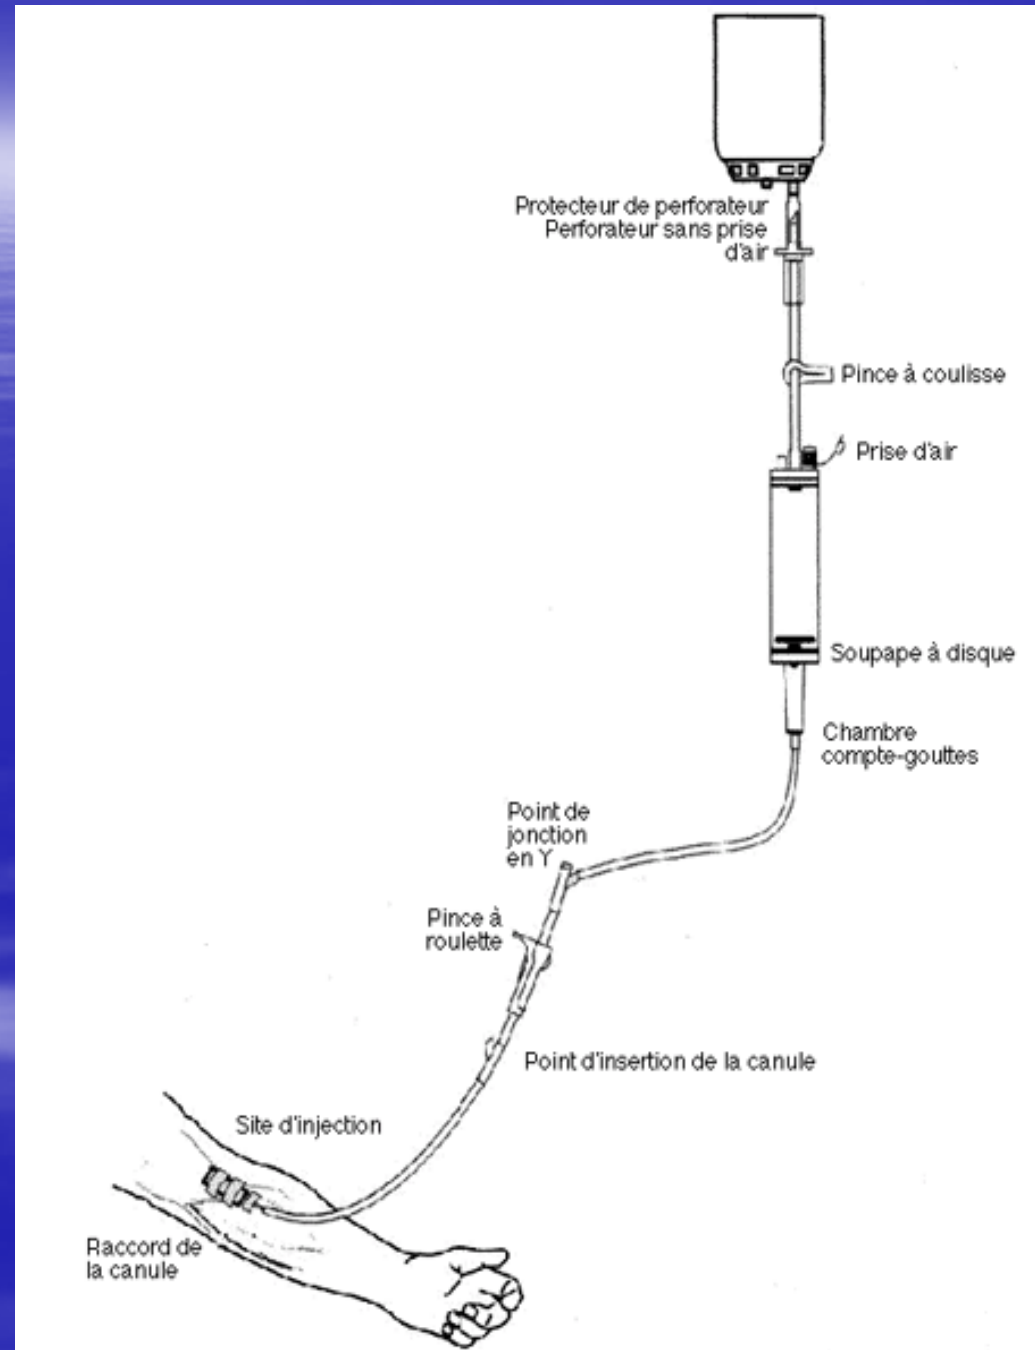 Protecteur de perforateur
Perforateur sans prise
d'air
Pince à coulisse
Prise d'air
Soupape à disque
Chambre
compte-gouttes
Point de
jonction
en Y
Pince à
roulette
Point d'insertion de la canule
Site d'injection
Raccord de
la canule